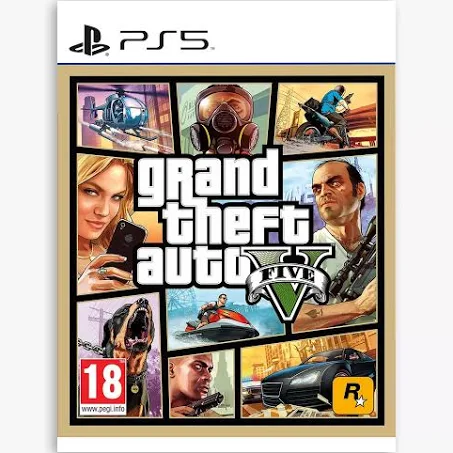 PS5
grand
theft
auto
FIVE
V
18
www.pegi.info
R★